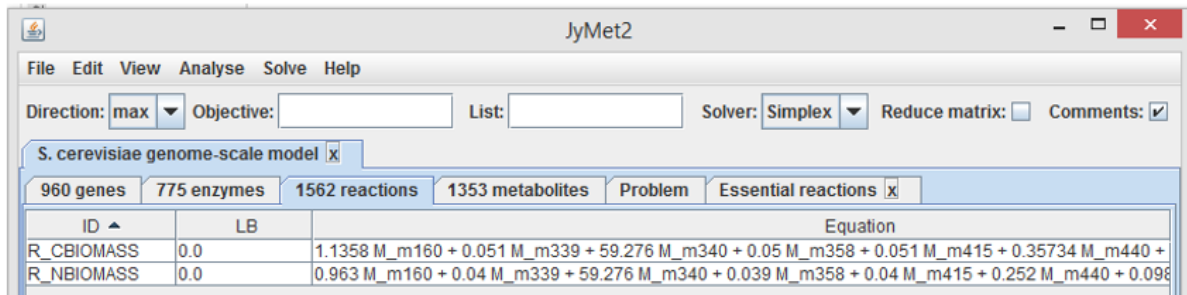 JyMet2
File Edit View Analyse Solve Help
Direction: max Objective: List: Solver: Simplex Reduce matrix: Comments:
S. cerevisiae genome-scale model x
960 genes 775 enzymes 1562 reactions 1353 metabolites Problem Essential reactions x
ID LB Equation
R_CBIOMASS 0.0 1.1358 M_m160 + 0.051 M_m339 + 59.276 M_m340 + 0.05 M_m358 + 0.051 M_m415 + 0.35734 M_m440 +
R_NBIOMASS 0.0 0.963 M_m160 + 0.04 M_m339 + 59.276 M_m340 + 0.039 M_m358 + 0.04 M_m415 + 0.252 M_m440 + 0.098